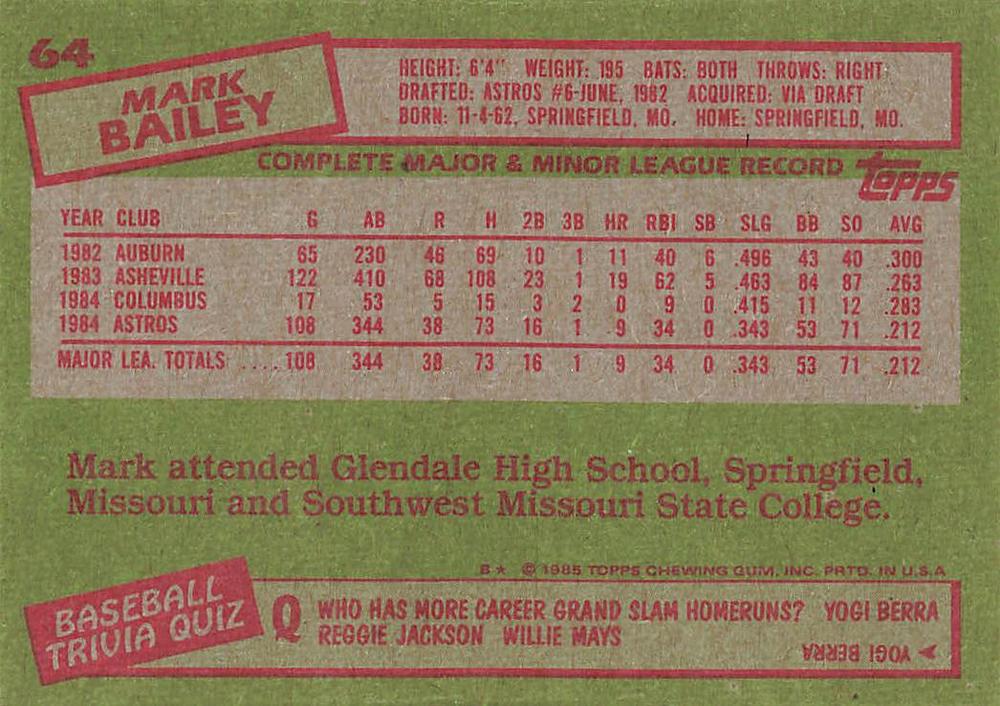 64
MARK
BAILEY
HEIGHT: 6'4" WEIGHT: 195 BATS: BOTH THROWS: RIGHT
DRAFTED: ASTROS #6-JUNE, 1982 ACQUIRED: VIA DRAFT
BORN: 11-4-62, SPRINGFIELD, MO. HOME: SPRINGFIELD, MO.
COMPLETE MAJOR & MINOR LEAGUE RECORD topps
YEAR CLUB G AB R H 2B 3B HR RBI SB SLG BB SO AVG
1982 AUBURN 65 230 46 69 10 1 11 40 6 .496 43 40 .300
1983 ASHEVILLE 122 410 68 108 23 1 19 62 5 .463 84 87 .263
1984 COLUMBUS 17 53 5 15 3 2 0 9 0 .415 11 12 .283
1984 ASTROS 108 344 38 73 16 1 9 34 0 .343 53 71 .212
MAJOR LEA. TOTALS ....108 344 38 73 16 1 9 34 0 .343 53 71 .212
Mark attended Glendale High School, Springfield,
Missouri and Southwest Missouri State College.
B★ © 1985 TOPPS CHEWING GUM, INC. PRTD. IN U.S.A
BASEBALL
TRIVIA QUIZ
Q WHO HAS MORE CAREER GRAND SLAM HOMERUNS? YOGI BERRA
REGGIE JACKSON WILLIE MAYS
YOGI BERRA